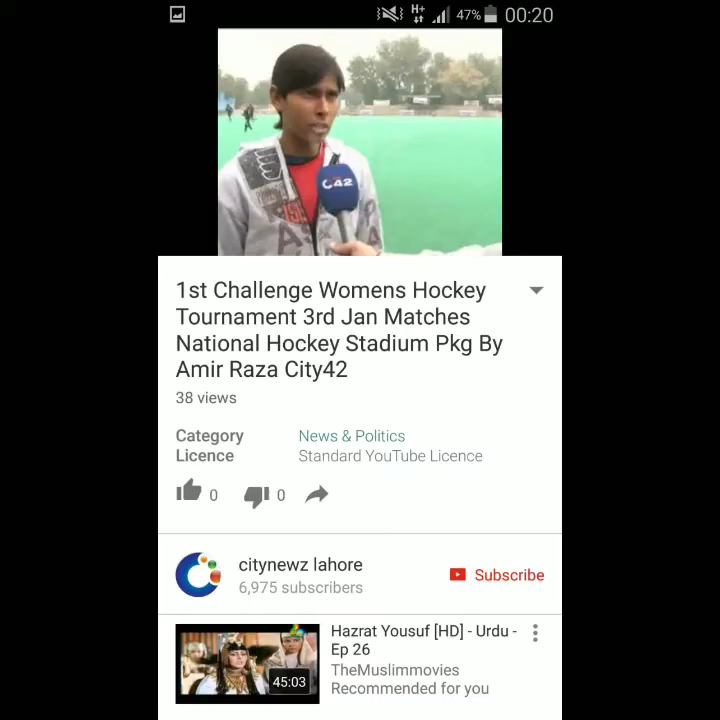 H+ 47% 00:20
C42
1st Challenge Womens Hockey
Tournament 3rd Jan Matches
National Hockey Stadium Pkg By
Amir Raza City42
38 views
Category News & Politics
Licence Standard YouTube Licence
0 0
citynewz lahore
6,975 subscribers
Subscribe
Hazrat Yousuf [HD] - Urdu -
Ep 26
TheMuslimmovies
Recommended for you
45:03